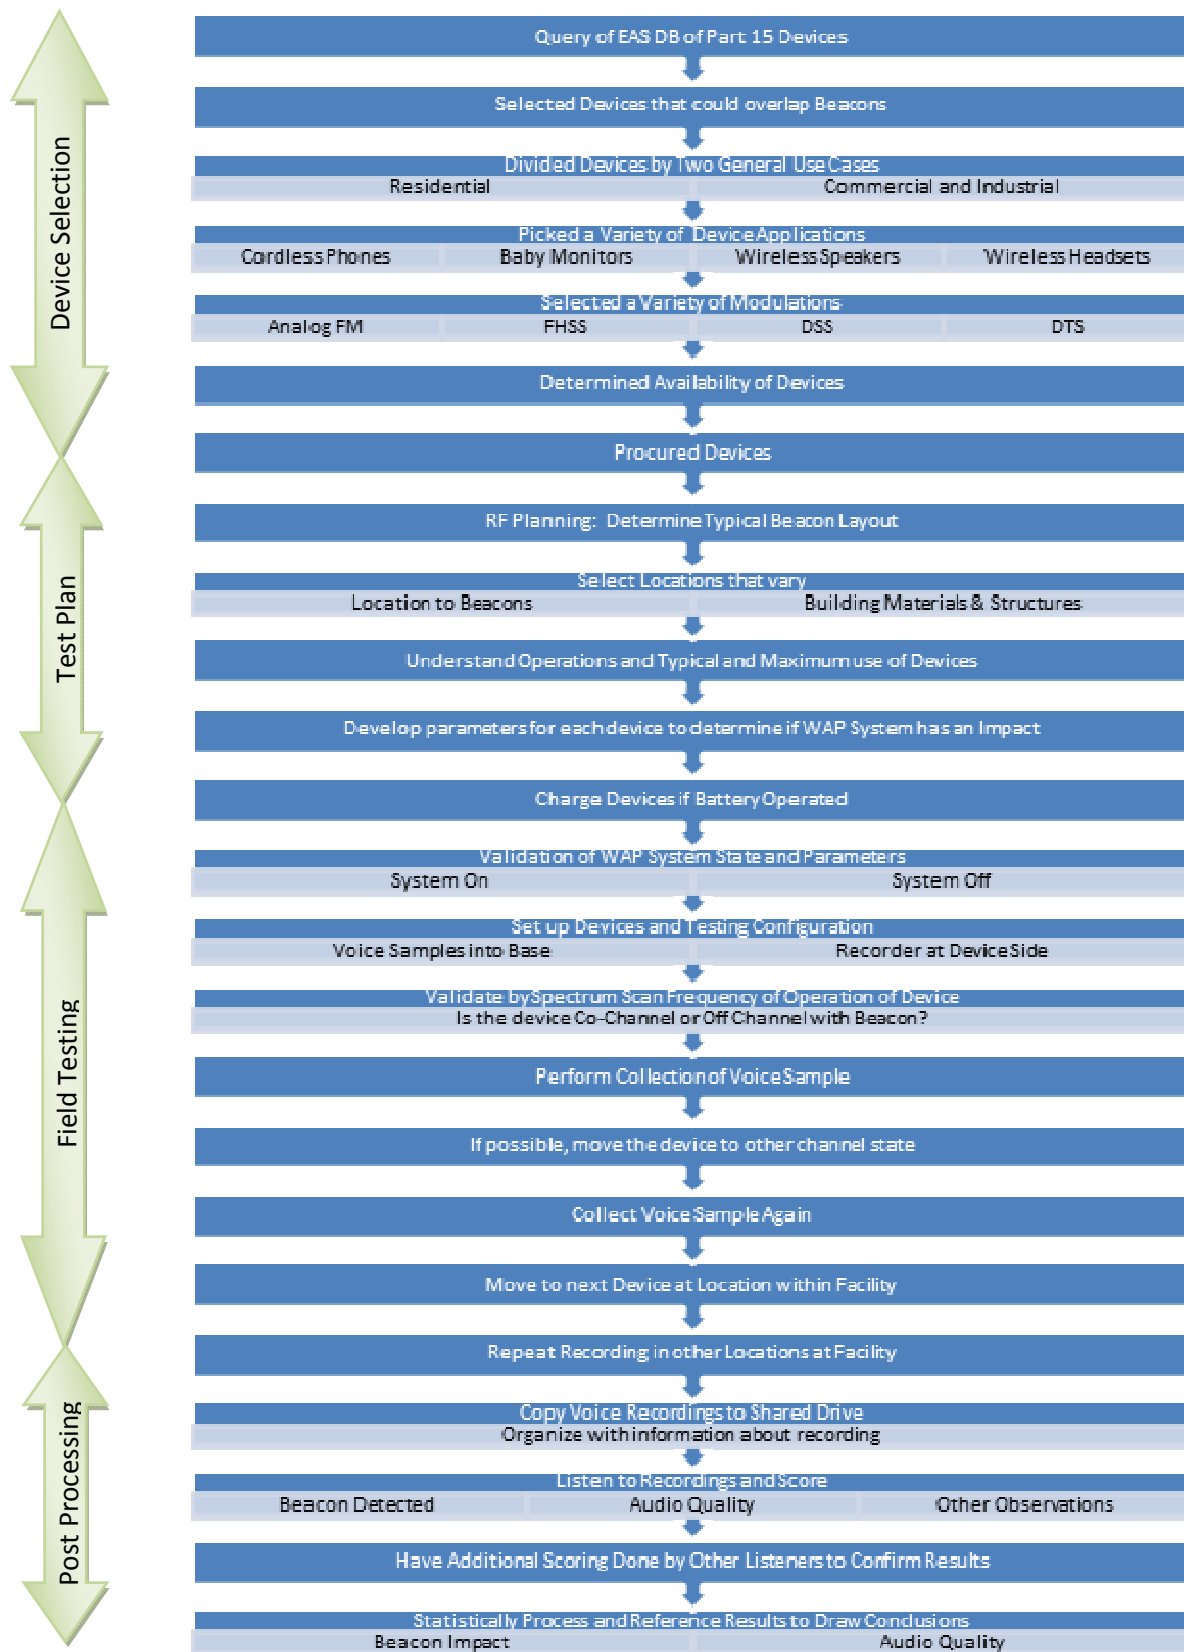 Device Selection
Query of EAS DB of Part 15 Devices
Selected Devices that could overlap Beacons
Divided Devices by Two General Use Cases
Residential
Commercial and Industrial
Picked a Variety of Device Applications
Cordless Phones
Baby Monitors
Wireless Speakers
Wireless Headsets
Selected a Variety of Modulations
Analog FM
FHSS
DSS
DTS
Determined Availability of Devices
Procured Devices
Test Plan
RF Planning: Determine Typical Beacon Layout
Select Locations that vary
Location to Beacons
Building Materials & Structures
Understand Operations and Typical and Maximum use of Devices
Develop parameters for each device to determine if WAP System has an Impact
Charge Devices if Battery Operated
Field Testing
Validation of WAP System State and Parameters
System On
System Off
Set up Devices and Testing Configuration
Voice Samples into Base
Recorder at Device Side
Validate by Spectrum Scan Frequency of Operation of Device
Is the device Co-Channel or Off Channel with Beacon?
Perform Collection of Voice Sample
If possible, move the device to other channel state
Collect Voice Sample Again
Move to next Device at Location within Facility
Repeat Recording in other Locations at Facility
Post Processing
Copy Voice Recordings to Shared Drive
Organize with information about recording
Listen to Recordings and Score
Beacon Detected
Audio Quality
Other Observations
Have Additional Scoring Done by Other Listeners to Confirm Results
Statistically Process and Reference Results to Draw Conclusions
Beacon Impact
Audio Quality